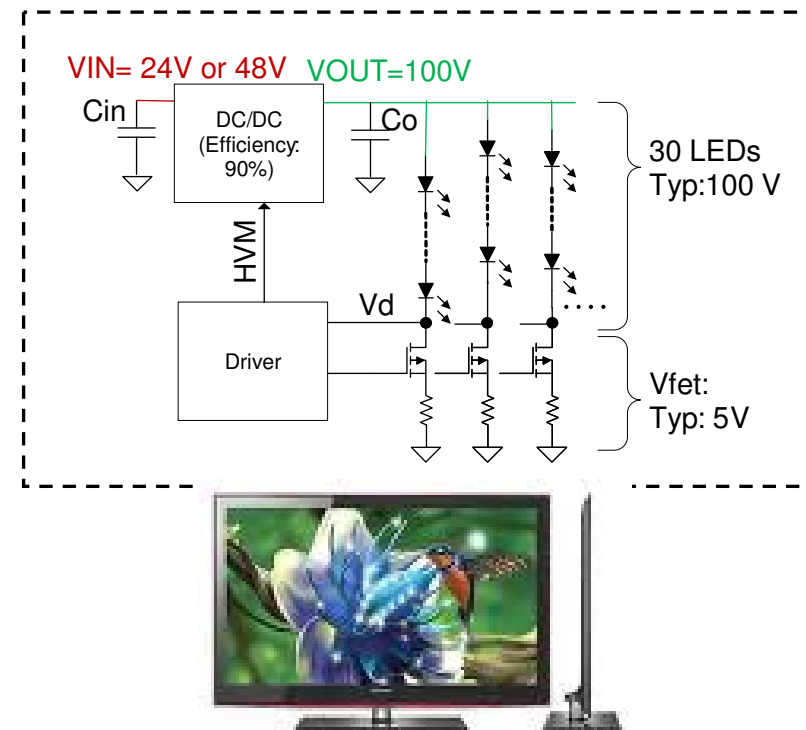 VIN= 24V or 48V
VOUT=100V
Cin
DC/DC
(Efficiency:
90%)
Co
30 LEDs
Typ:100 V
HVM
Vd
Driver
Vfet:
Typ: 5V